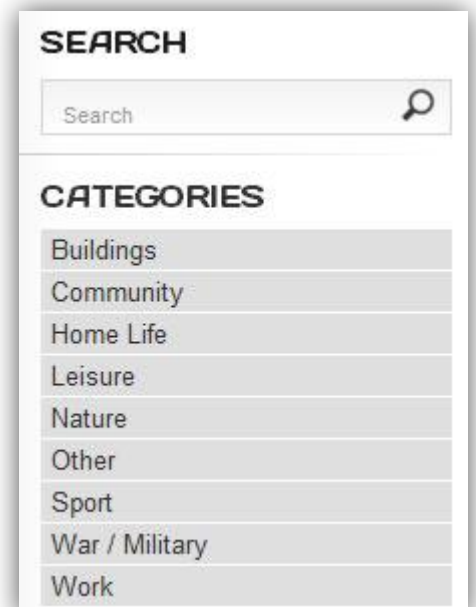 SEARCH
Search
CATEGORIES
Buildings
Community
Home Life
Leisure
Nature
Other
Sport
War / Military
Work